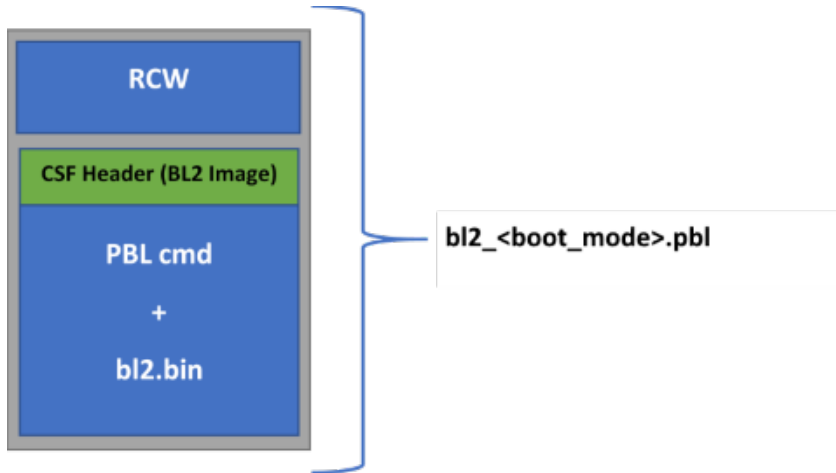 RCW
CSF Header (BL2 Image)
PBL cmd
+
bl2.bin
bl2_<boot_mode>.pbl